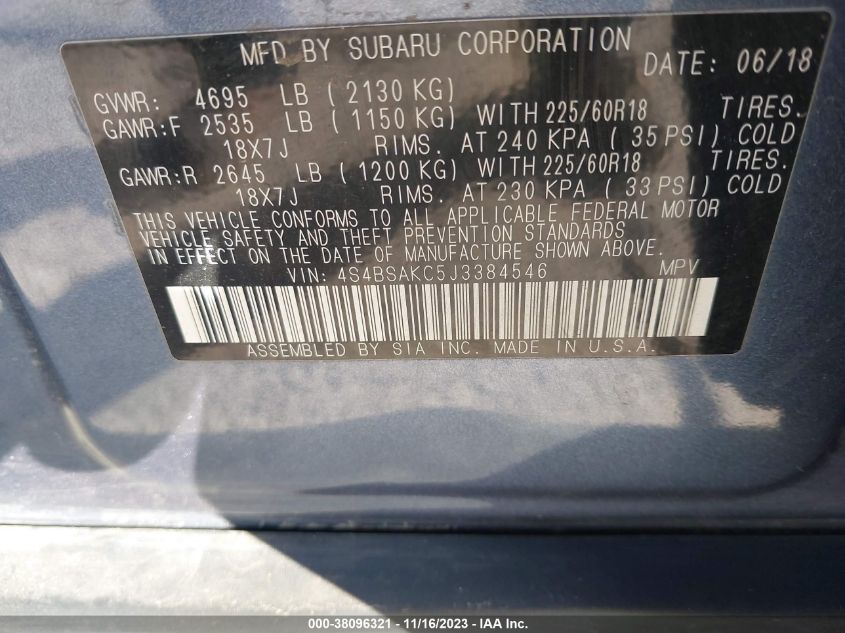 MFD BY SUBARU CORPORATION DATE: 06/18
GVWR: 4695 LB ( 2130 KG)
GAWR:F 2535 LB ( 1150 KG) WITH 225/60R18 TIRES.
18X7J RIMS. AT 240 KPA ( 35 PSI) COLD
GAWR:R 2645 LB ( 1200 KG) WITH 225/60R18 TIRES.
18X7J RIMS. AT 230 KPA ( 33 PSI) COLD
THIS VEHICLE CONFORMS TO ALL APPLICABLE FEDERAL MOTOR
VEHICLE SAFETY AND THEFT PREVENTION STANDARDS
IN EFFECT ON THE DATE OF MANUFACTURE SHOWN ABOVE.
VIN: 4S4BSAKC5J3384546 MPV
ASSEMBLED BY SIA INC. MADE IN U.S.A.
000-38096321 - 11/16/2023 - IAA Inc.